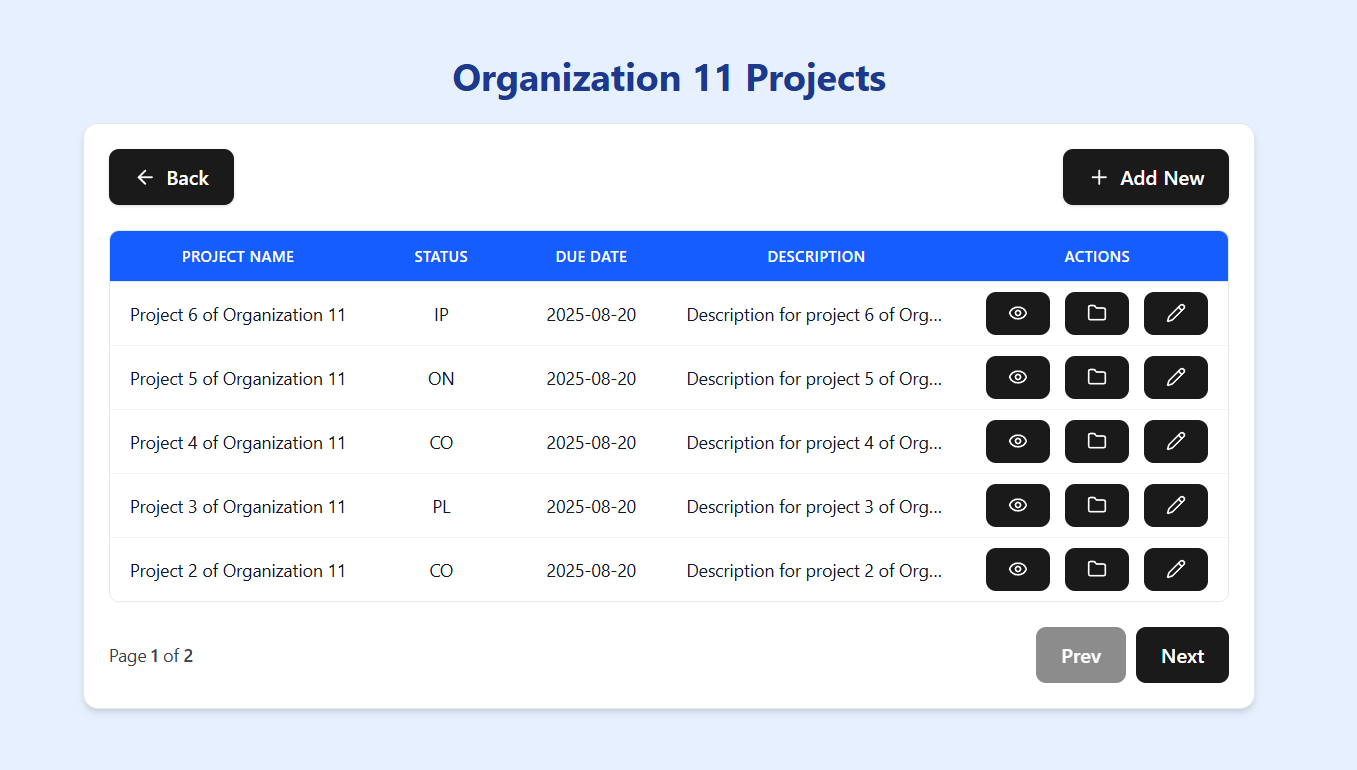 Organization 11 Projects
Back
Add New
PROJECT NAME STATUS DUE DATE DESCRIPTION ACTIONS
Project 6 of Organization 11 IP 2025-08-20 Description for project 6 of Org...
Project 5 of Organization 11 ON 2025-08-20 Description for project 5 of Org...
Project 4 of Organization 11 CO 2025-08-20 Description for project 4 of Org...
Project 3 of Organization 11 PL 2025-08-20 Description for project 3 of Org...
Project 2 of Organization 11 CO 2025-08-20 Description for project 2 of Org...
Page 1 of 2
Prev
Next